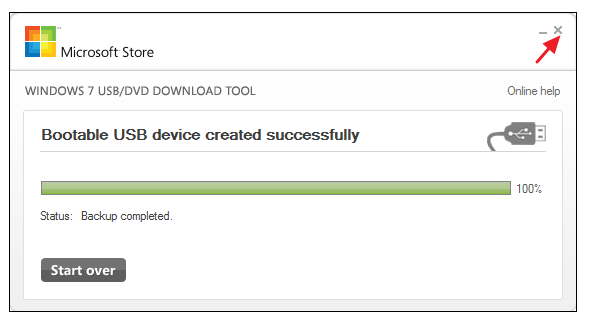 Microsoft Store
WINDOWS 7 USB/DVD DOWNLOAD TOOL
Online help
Bootable USB device created successfully
100%
Status: Backup completed.
Start over